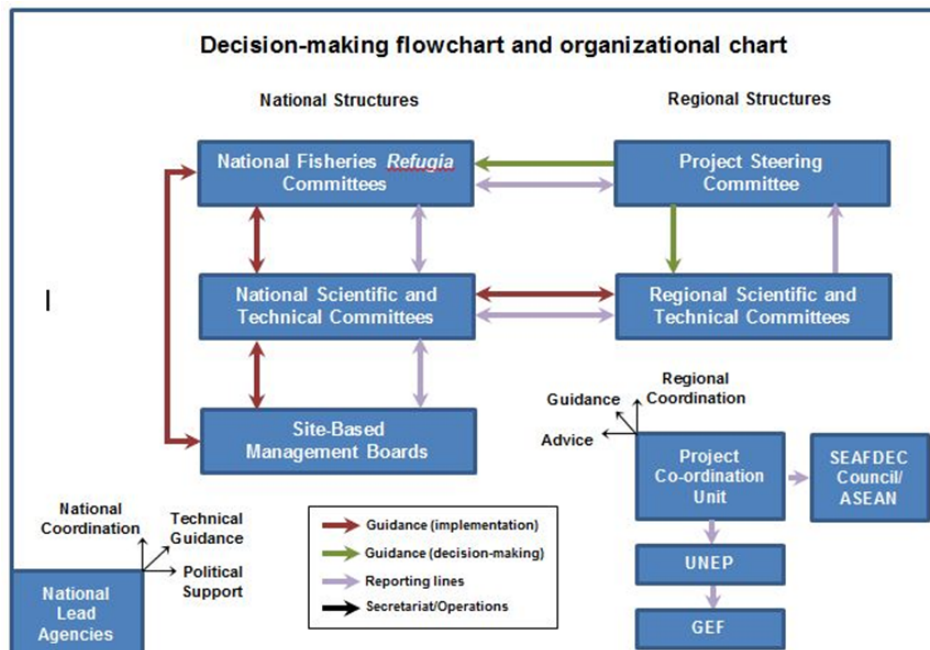 Decision-making flowchart and organizational chart
National Structures
Regional Structures
National Fisheries Refugia
Committees
Project Steering
Committee
National Scientific and
Technical Committees
Regional Scientific and
Technical Committees
Site-Based
Management Boards
Regional
Coordination
Guidance
Advice
Project
Co-ordination
Unit
SEAFDEC
Council/
ASEAN
UNEP
GEF
National
Coordination
Technical
Guidance
Political
Support
National
Lead
Agencies
Guidance (implementation)
Guidance (decision-making)
Reporting lines
Secretariat/Operations